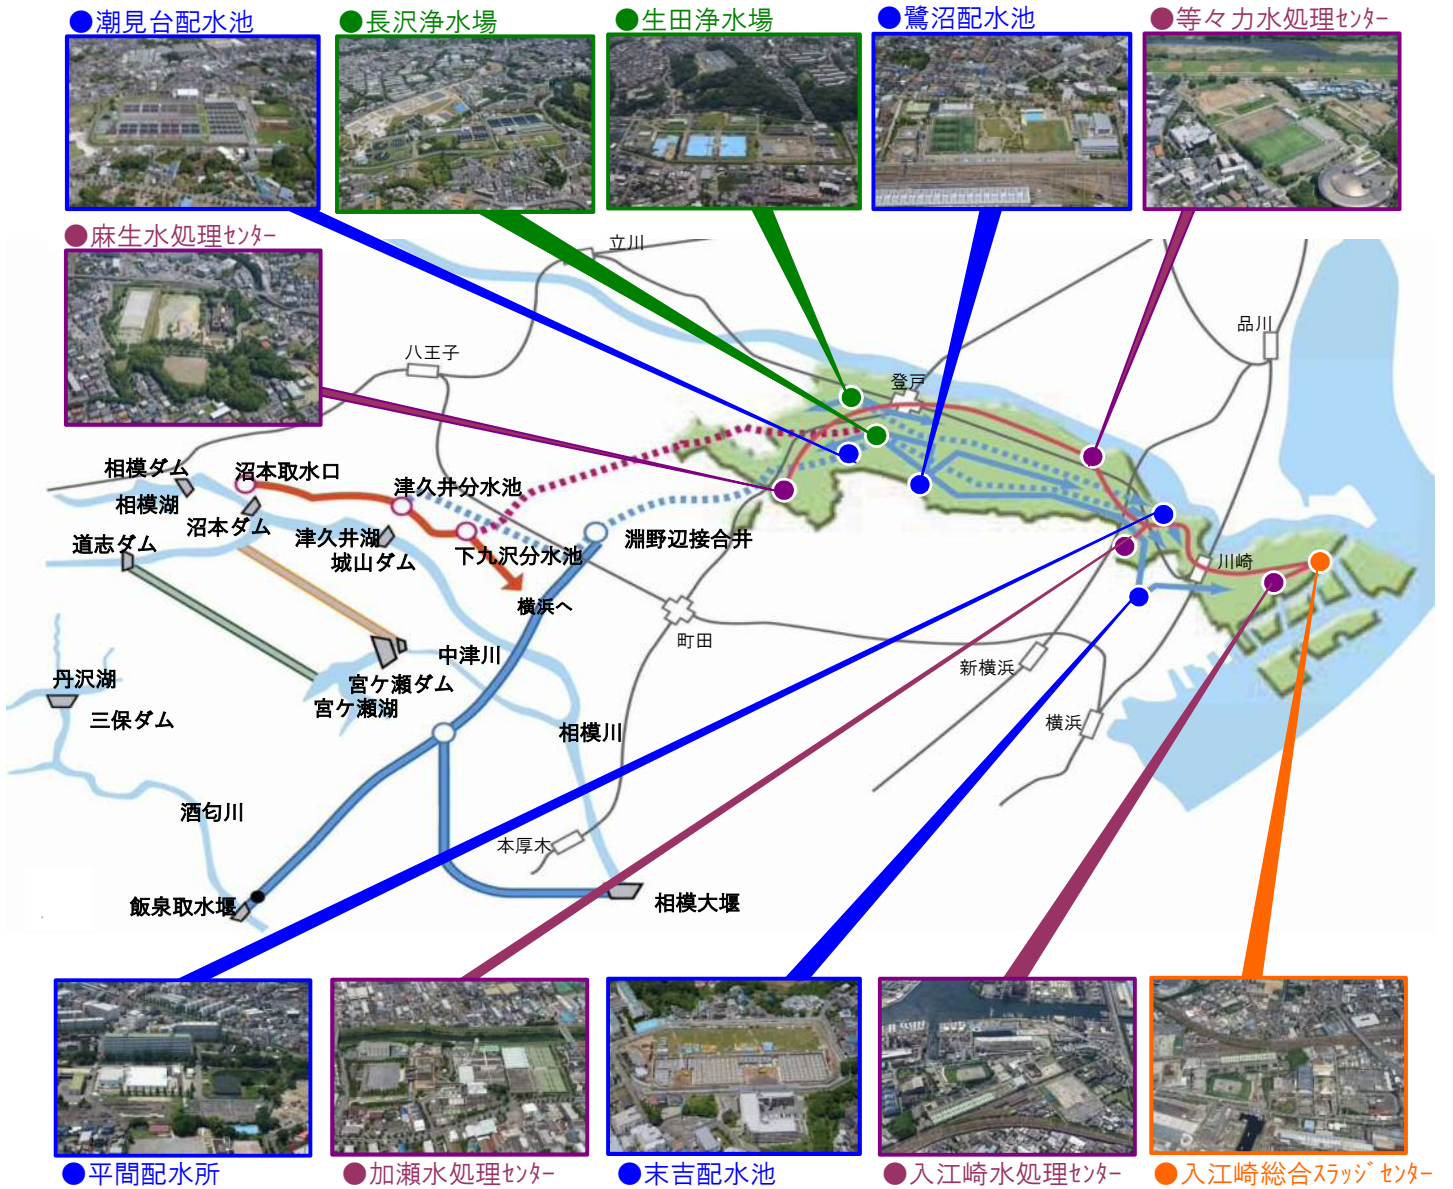 ●潮見台配水池
●長沢浄水場
●生田浄水場
●鷺沼配水池
●等々力水処理センター
●麻生水処理センター
立川
品川
八王子
登戸
相模ダム
沼本取水口
津久井分水池
相模湖
沼本ダム
津久井湖
淵野辺接合井
道志ダム
城山ダム
下九沢分水池
川崎
横浜へ
町田
中津川
新横浜
丹沢湖
宮ケ瀬ダム
宮ケ瀬湖
三保ダム
相模川
横浜
酒匂川
本厚木
飯泉取水堰
相模大堰
●平間配水所
●加瀬水処理センター
●末吉配水池
●入江崎水処理センター
●入江崎総合スラッジセンター